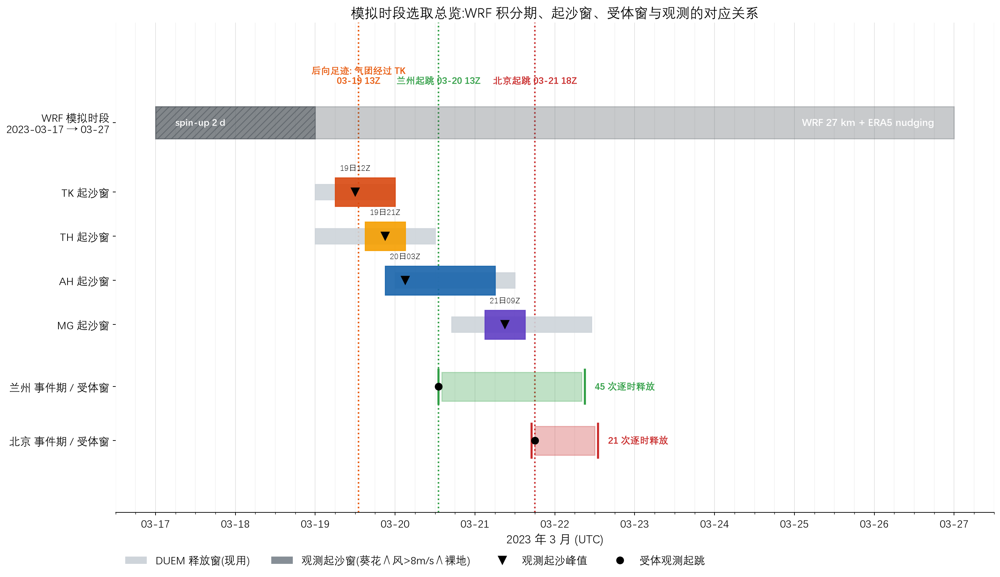 模拟时段选取总览:WRF 积分期、起沙窗、受体窗与观测的对应关系
后向足迹: 气团经过 TK
03-19 13Z
兰州起跳 03-20 13Z
北京起跳 03-21 18Z
WRF 模拟时段
2023-03-17 → 03-27
spin-up 2 d
WRF 27 km + ERA5 nudging
19日12Z
TK 起沙窗
19日21Z
TH 起沙窗
20日03Z
AH 起沙窗
21日09Z
MG 起沙窗
兰州 事件期 / 受体窗
45 次逐时释放
北京 事件期 / 受体窗
21 次逐时释放
03-17
03-18
03-19
03-20
03-21
03-22
03-23
03-24
03-25
03-26
03-27
2023 年 3 月 (UTC)
DUEM 释放窗(现用)
观测起沙窗(葵花∧风>8m/s∧裸地)
观测起沙峰值
受体观测起跳